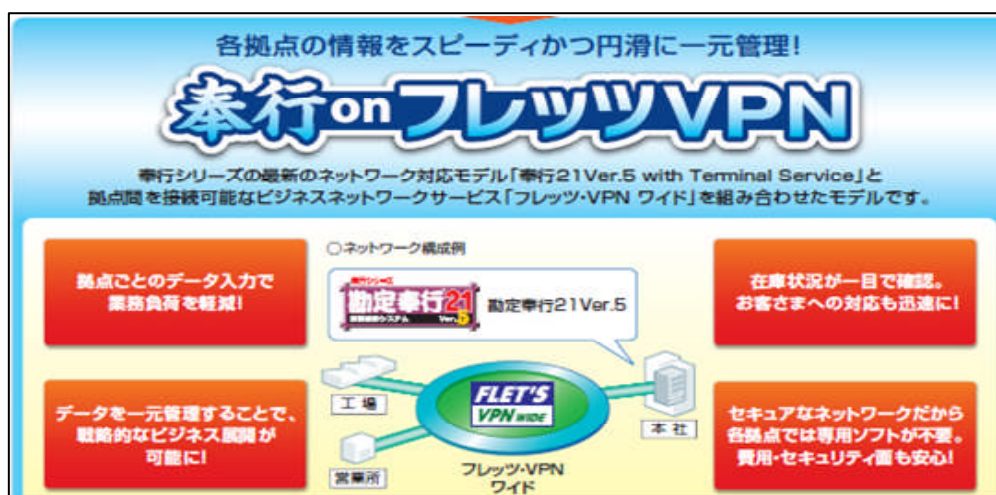 各拠点の情報をスピーディかつ円滑に一元管理!
奉行onフレッツVPN
奉行シリーズの最新のネットワーク対応モデル「奉行21Ver.5 with Terminal Service」と
拠点間を接続可能なビジネスネットワークサービス「フレッツ・VPN ワイド」を組み合わせたモデルです。
拠点ごとのデータ入力で
業務負荷を軽減!
○ネットワーク構成例
奉行シリーズ
勘定奉行21
Ver.5
勘定奉行21Ver.5
在庫状況が一目で確認。
お客さまへの対応も迅速に!
データを一元管理することで、
戦略的なビジネス展開が
可能に!
工場
営業所
FLET'S
VPN WIDE
フレッツ・VPN
ワイド
本社
セキュアなネットワークだから
各拠点では専用ソフトが不要。
費用・セキュリティ面も安心!